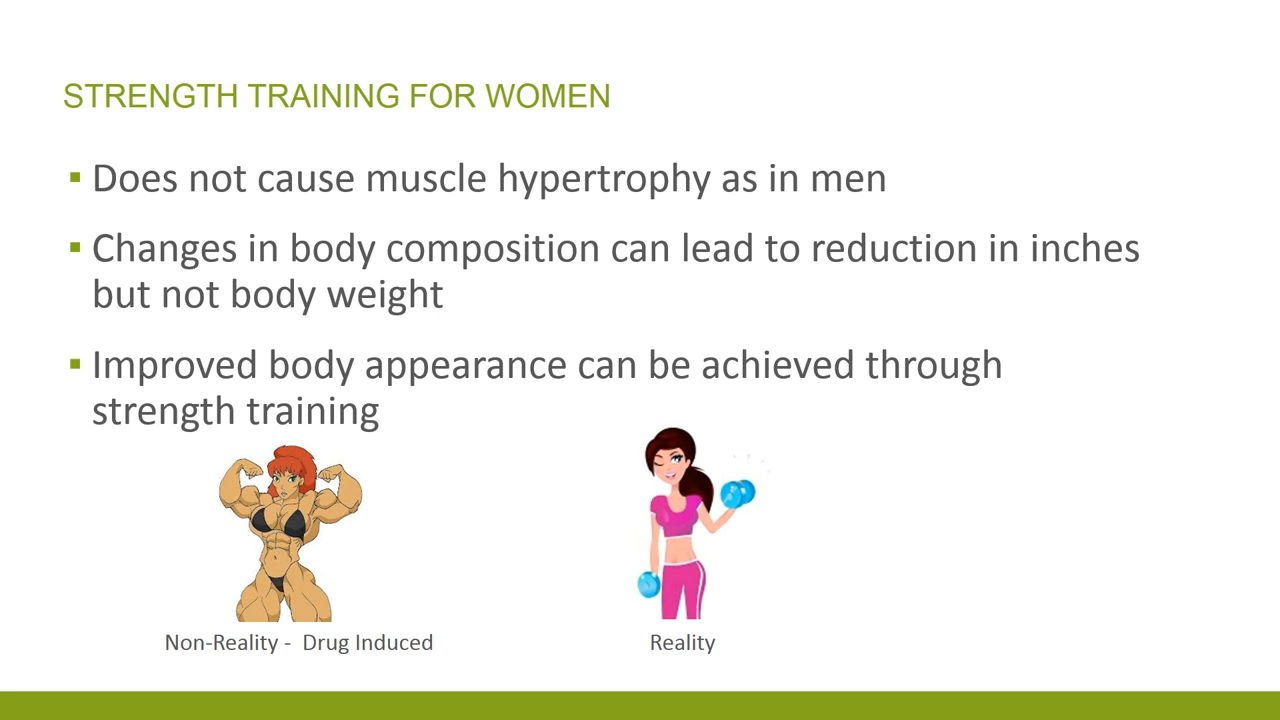 STRENGTH TRAINING FOR WOMEN
▪ Does not cause muscle hypertrophy as in men
▪ Changes in body composition can lead to reduction in inches
but not body weight
▪ Improved body appearance can be achieved through
strength training
Non-Reality - Drug Induced
Reality